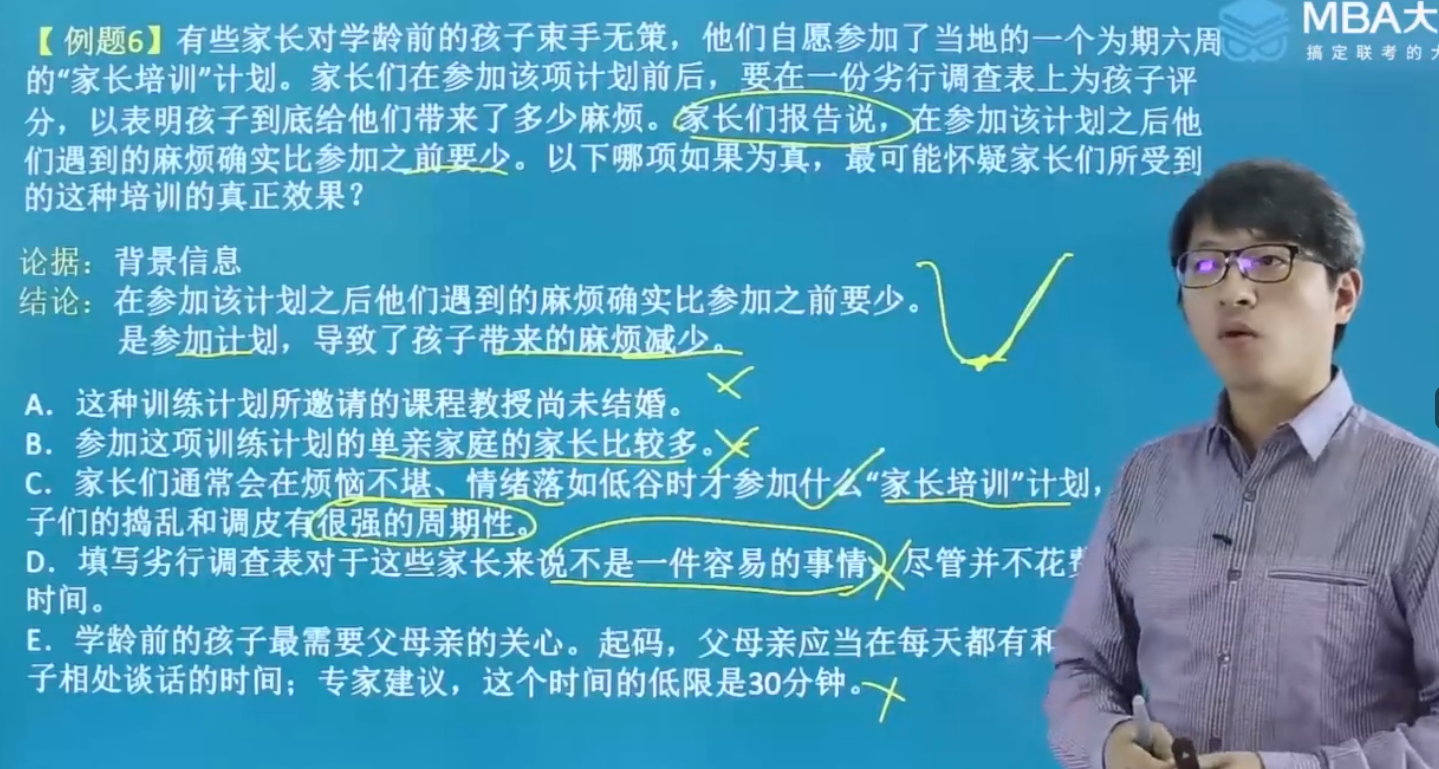 【例题6】有些家长对学龄前的孩子束手无策，他们自愿参加了当地的一个为期六周
MBA大
搞定联考的
的“家长培训”计划。家长们在参加该项计划前后，要在一份劣行调查表上为孩子评
分，以表明孩子到底给他们带来了多少麻烦。家长们报告说，在参加该计划之后他
们遇到的麻烦确实比参加之前要少。以下哪项如果为真，最可能怀疑家长们所受到
的这种培训的真正效果？
论据：背景信息
结论：在参加该计划之后他们遇到的麻烦确实比参加之前要少。
是参加计划，导致了孩子带来的麻烦减少。
A．这种训练计划所邀请的课程教授尚未结婚。
B．参加这项训练计划的单亲家庭的家长比较多。
C．家长们通常会在烦恼不堪、情绪落如低谷时才参加什么“家长培训”计划，
子们的捣乱和调皮有很强的周期性。
D．填写劣行调查表对于这些家长来说不是一件容易的事情，尽管并不花
时间。
E．学龄前的孩子最需要父母亲的关心。起码，父母亲应当在每天都有和
子相处谈话的时间；专家建议，这个时间的低限是30分钟。